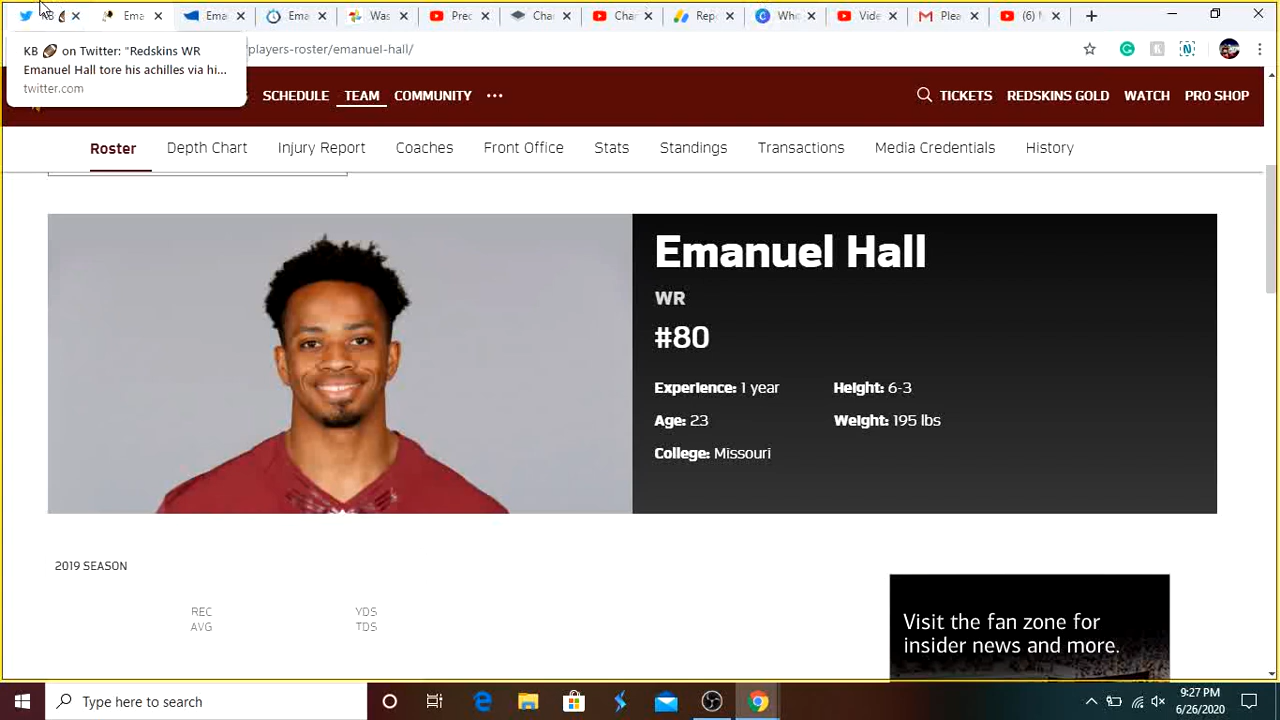 KB
Ema
Ema
Ema
Was
Prec
Cha
Cha
Rep
Who
Vide
Plea
(6)
KB 🏈 on Twitter: "Redskins WR
Emanuel Hall tore his achilles via hi...
twitter.com
/players-roster/emanuel-hall/
SCHEDULE
TEAM
COMMUNITY
TICKETS
REDSKINS GOLD
WATCH
PRO SHOP
Roster
Depth Chart
Injury Report
Coaches
Front Office
Stats
Standings
Transactions
Media Credentials
History
Emanuel Hall
WR
#80
Experience: 1 year
Height: 6-3
Age: 23
Weight: 195 lbs
College: Missouri
2019 SEASON
REC
YDS
AVG
TDS
Visit the fan zone for
insider news and more.
Type here to search
9:27 PM
6/26/2020